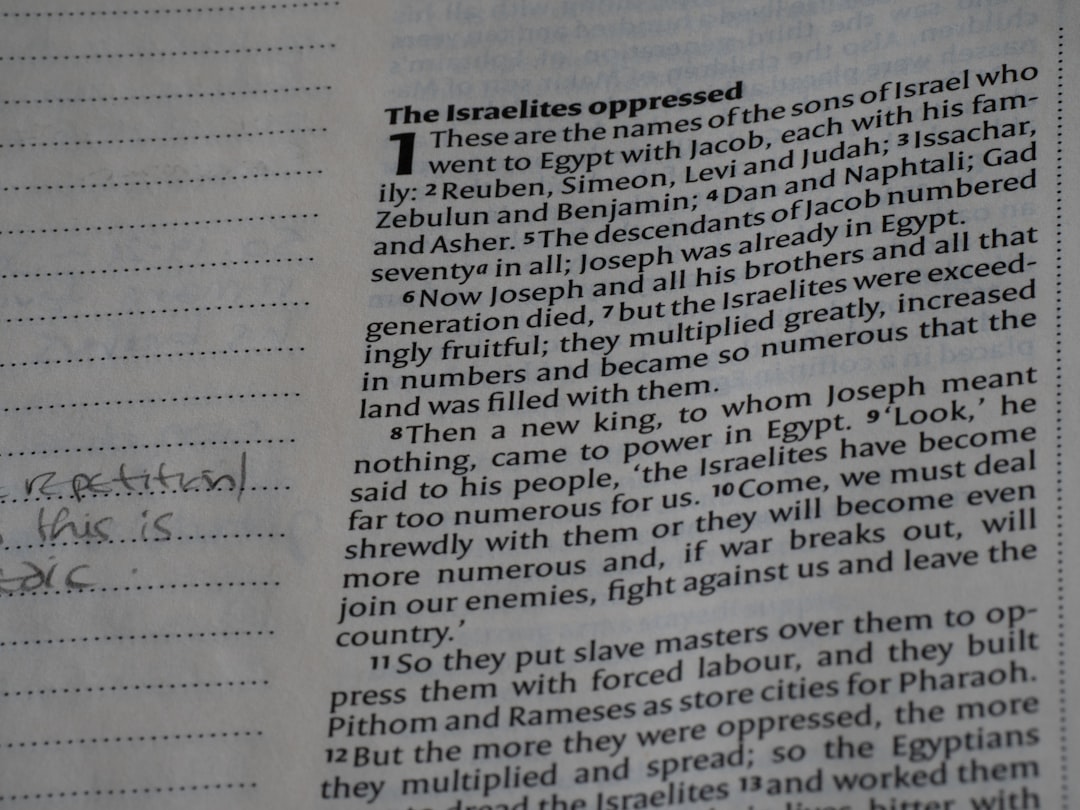 The Israelites oppressed
1 These are the names of the sons of Israel who
went to Egypt with Jacob, each with his fam-
ily: 2 Reuben, Simeon, Levi and Judah; 3 Issachar,
Zebulun and Benjamin; 4 Dan and Naphtali; Gad
and Asher. 5 The descendants of Jacob numbered
seventya in all; Joseph was already in Egypt.
6 Now Joseph and all his brothers and all that
generation died, 7 but the Israelites were exceed-
ingly fruitful; they multiplied greatly, increased
in numbers and became so numerous that the
land was filled with them.
8 Then a new king, to whom Joseph meant
nothing, came to power in Egypt. 9 ‘Look,’ he
said to his people, ‘the Israelites have become
far too numerous for us. 10 Come, we must deal
shrewdly with them or they will become even
more numerous and, if war breaks out, will
join our enemies, fight against us and leave the
country.’
11 So they put slave masters over them to op-
press them with forced labour, and they built
Pithom and Rameses as store cities for Pharaoh.
12 But the more they were oppressed, the more
they multiplied and spread; so the Egyptians
dread the Israelites 13 and worked them
bitter with
repetition/
this is